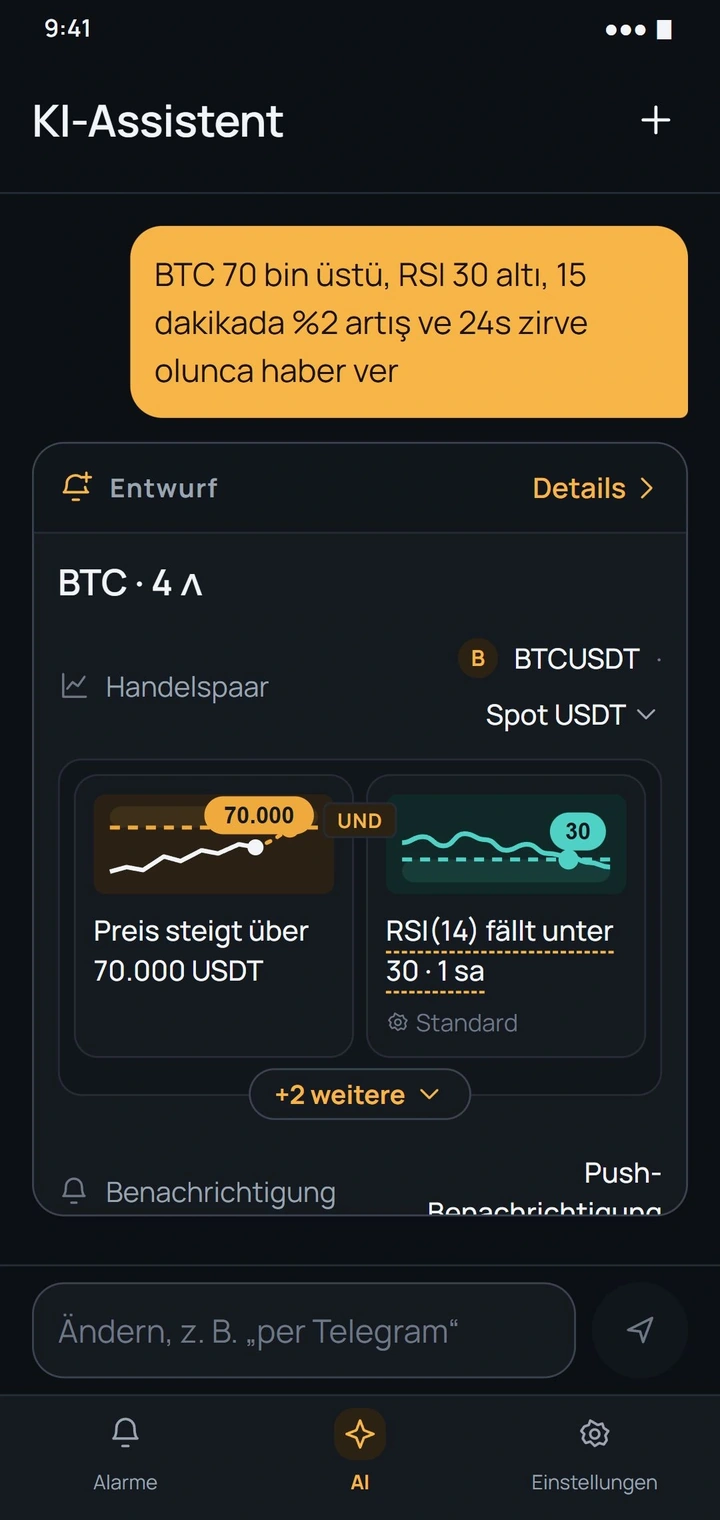 9:41
KI-Assistent
BTC 70 bin üstü, RSI 30 altı, 15
dakikada %2 artış ve 24s zirve
olunca haber ver
Entwurf
Details
BTC · 4 ∧
Handelspaar
B BTCUSDT ·
Spot USDT
70.000
UND
30
Preis steigt über
70.000 USDT
RSI(14) fällt unter
30 · 1 sa
Standard
+2 weitere
Benachrichtigung
Push-
Benachrichtigung
Ändern, z. B. „per Telegram“
Alarme
AI
Einstellungen